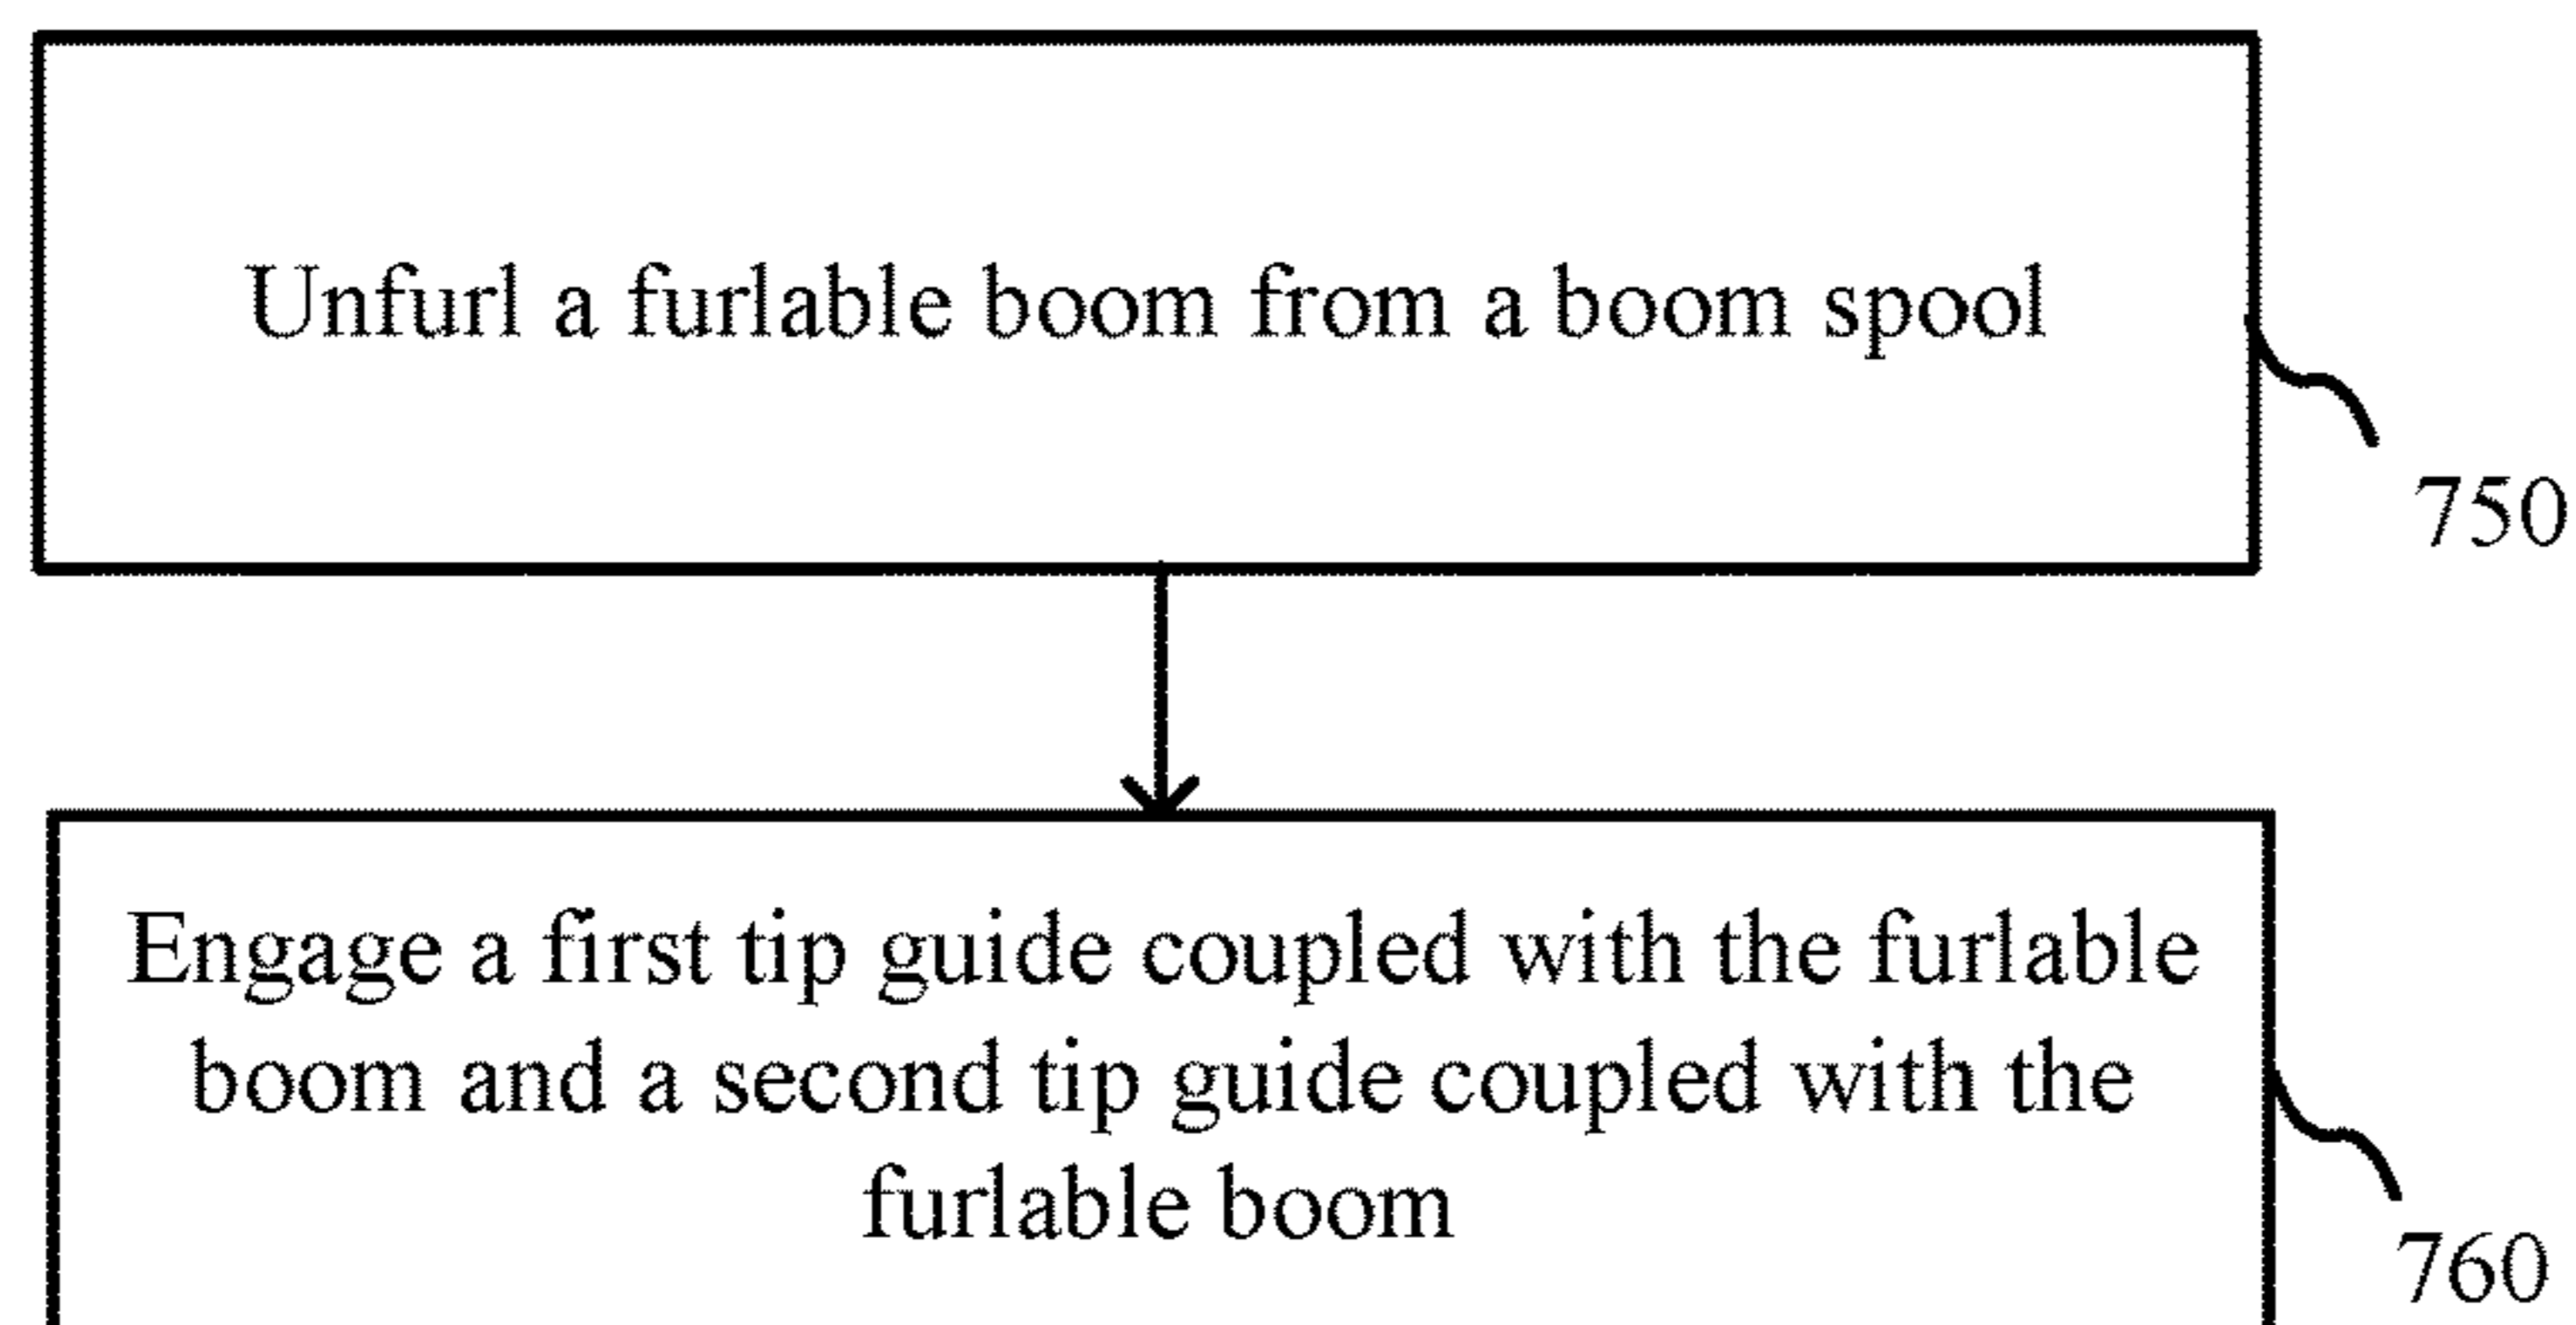 Unfurl a furlable boom from a boom spool
750
Engage a first tip guide coupled with the furlable
boom and a second tip guide coupled with the
furlable boom
760